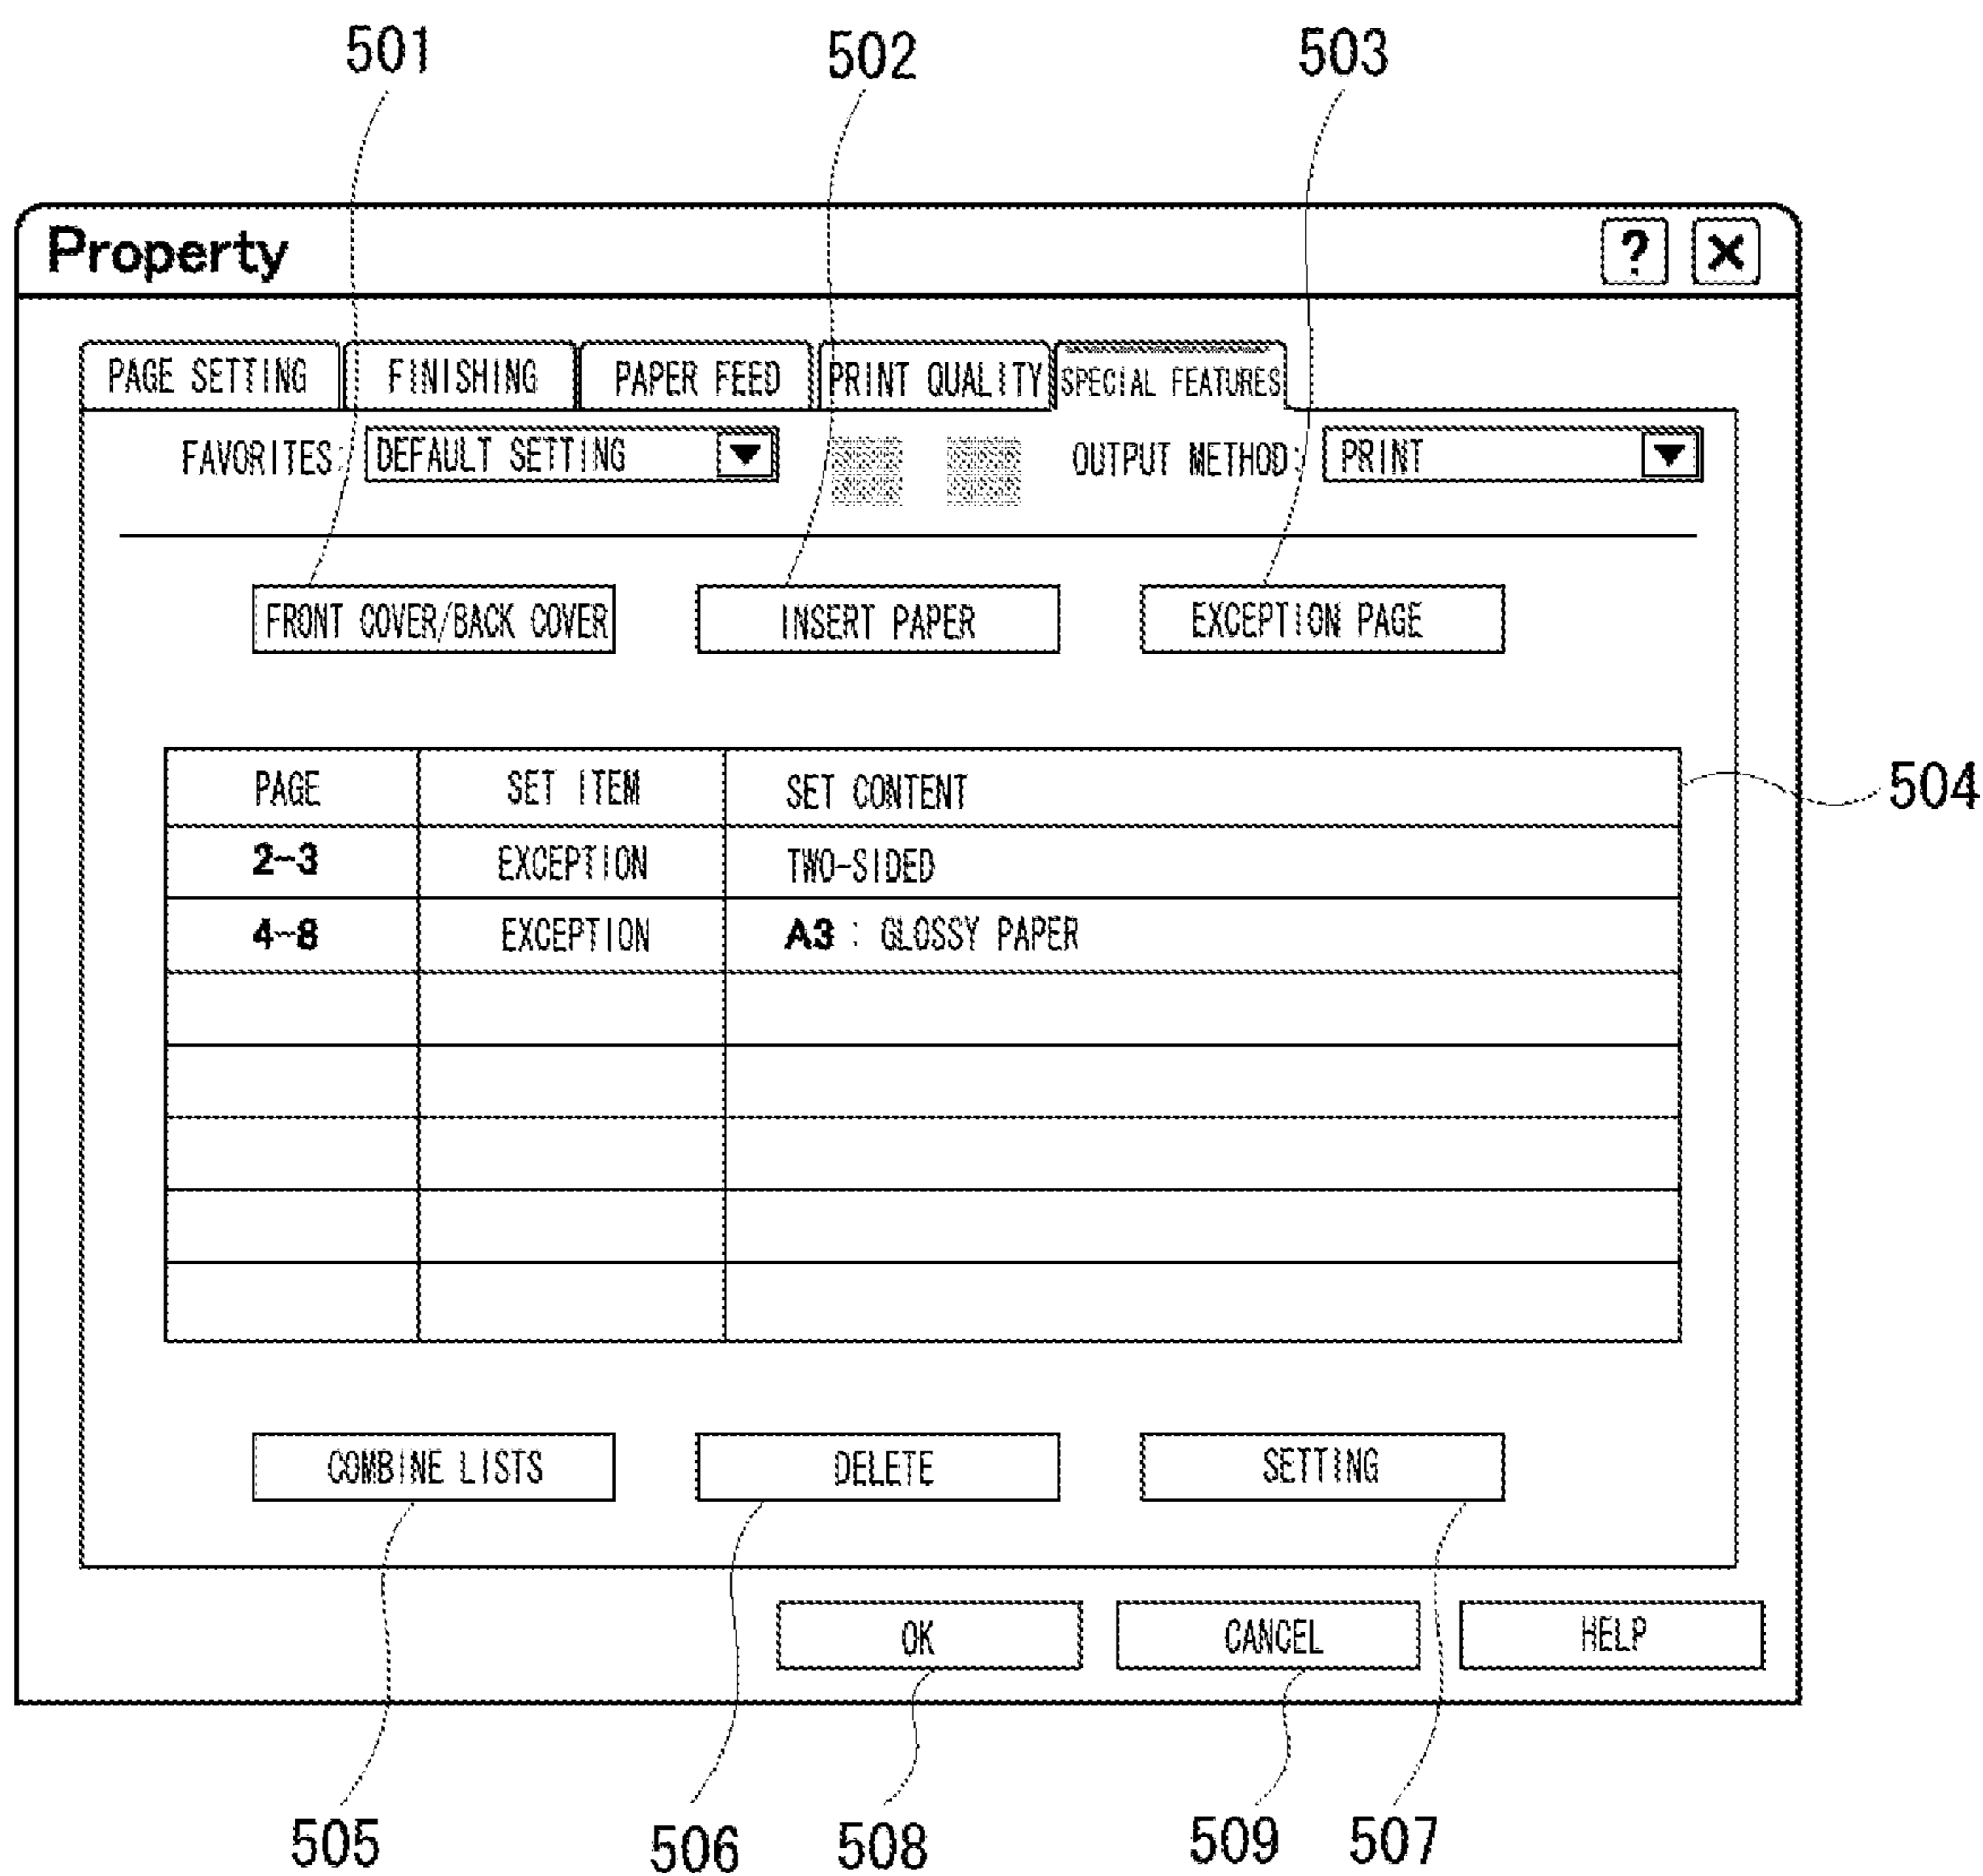 501 502 503
Property ? ×
PAGE SETTING FINISHING PAPER FEED PRINT QUALITY SPECIAL FEATURES
FAVORITES: DEFAULT SETTING OUTPUT METHOD: PRINT
FRONT COVER/BACK COVER INSERT PAPER EXCEPTION PAGE
PAGE SET ITEM SET CONTENT
504
2-3 EXCEPTION TWO-SIDED
4-8 EXCEPTION A3 : GLOSSY PAPER
COMBINE LISTS DELETE SETTING
OK CANCEL HELP
505 506 508 509 507